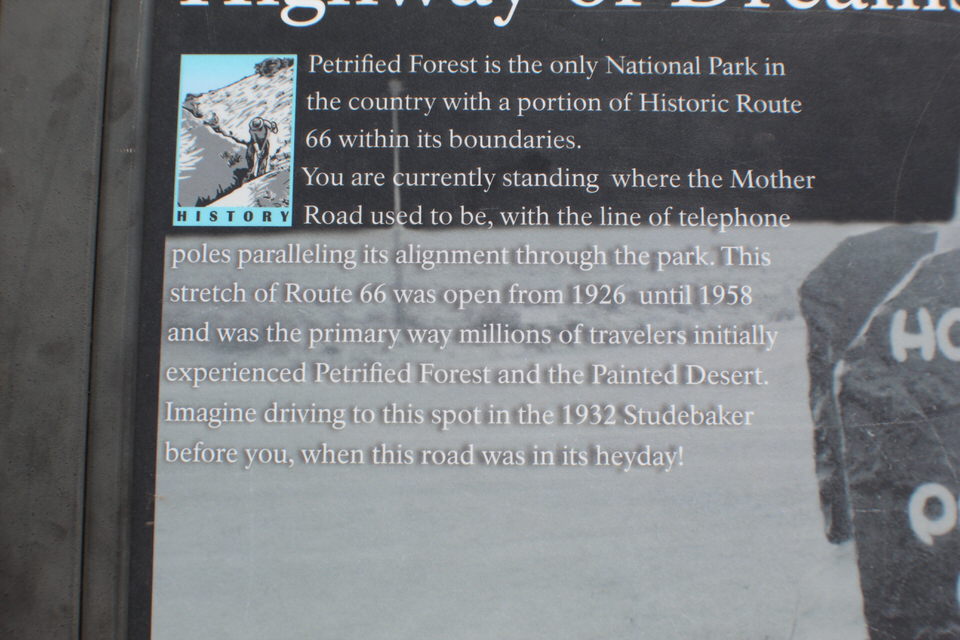 Highway of Dreams
Petrified Forest is the only National Park in
the country with a portion of Historic Route
66 within its boundaries.
You are currently standing where the Mother
HISTORY
Road used to be, with the line of telephone
poles paralleling its alignment through the park. This
stretch of Route 66 was open from 1926 until 1958
and was the primary way millions of travelers initially
experienced Petrified Forest and the Painted Desert.
Imagine driving to this spot in the 1932 Studebaker
before you, when this road was in its heyday!
HO